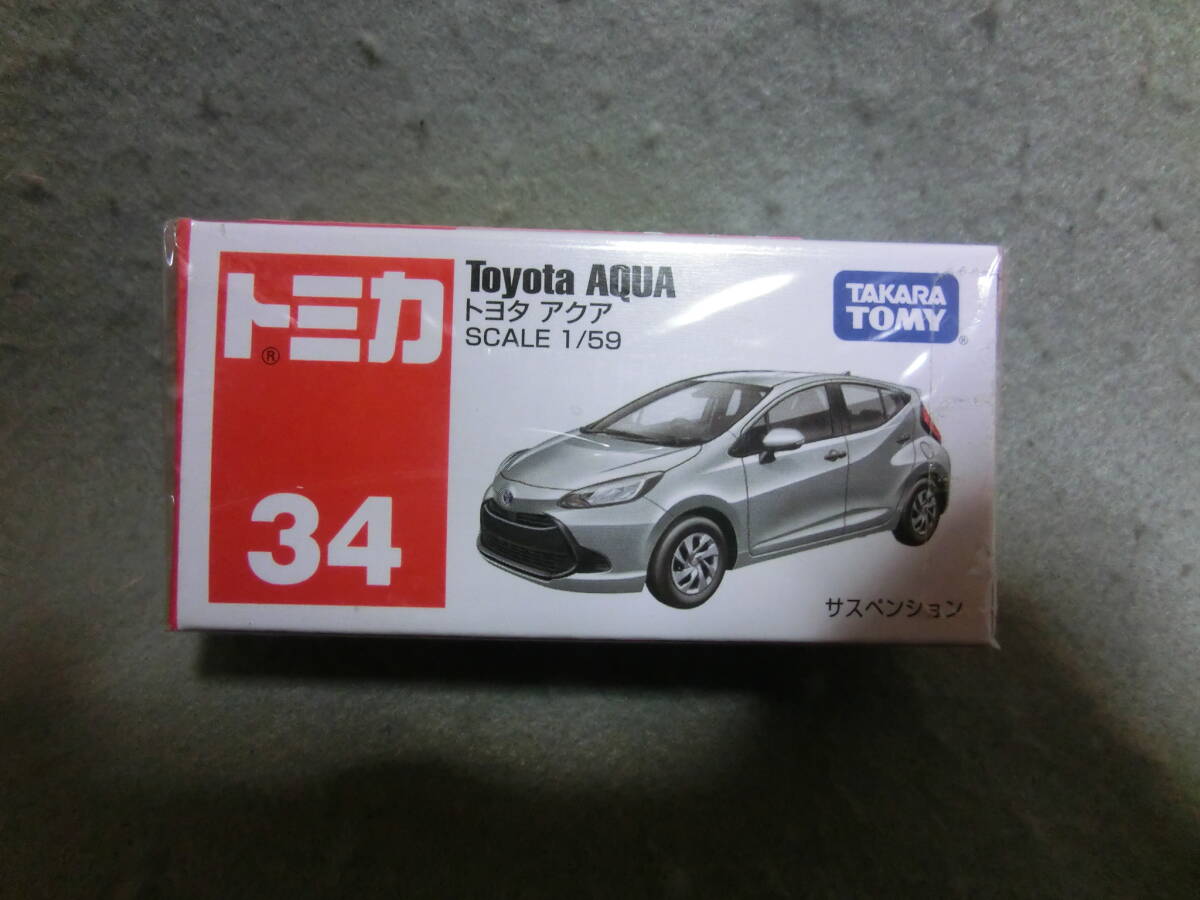 トミカ®
34
Toyota AQUA
トヨタ アクア
SCALE 1/59
TAKARA
TOMY®
サスペンション